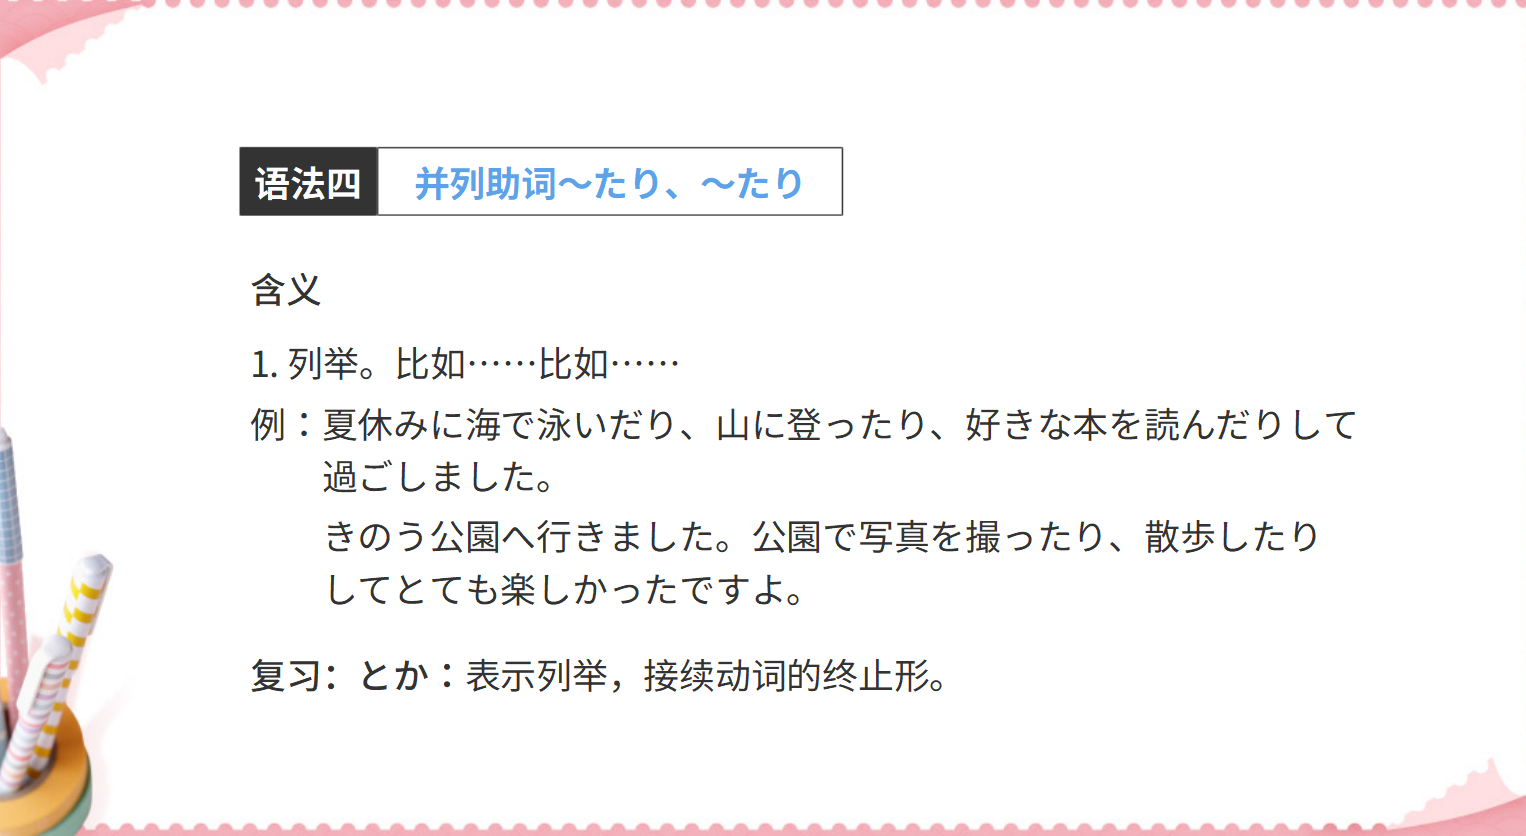 语法四 并列助词～たり、～たり
含义
1. 列举。比如……比如……
例：夏休みに海で泳いだり、山に登ったり、好きな本を読んだりして
過ごしました。
きのう公園へ行きました。公園で写真を撮ったり、散歩したり
してとても楽しかったですよ。
复习：とか：表示列举，接续动词的终止形。